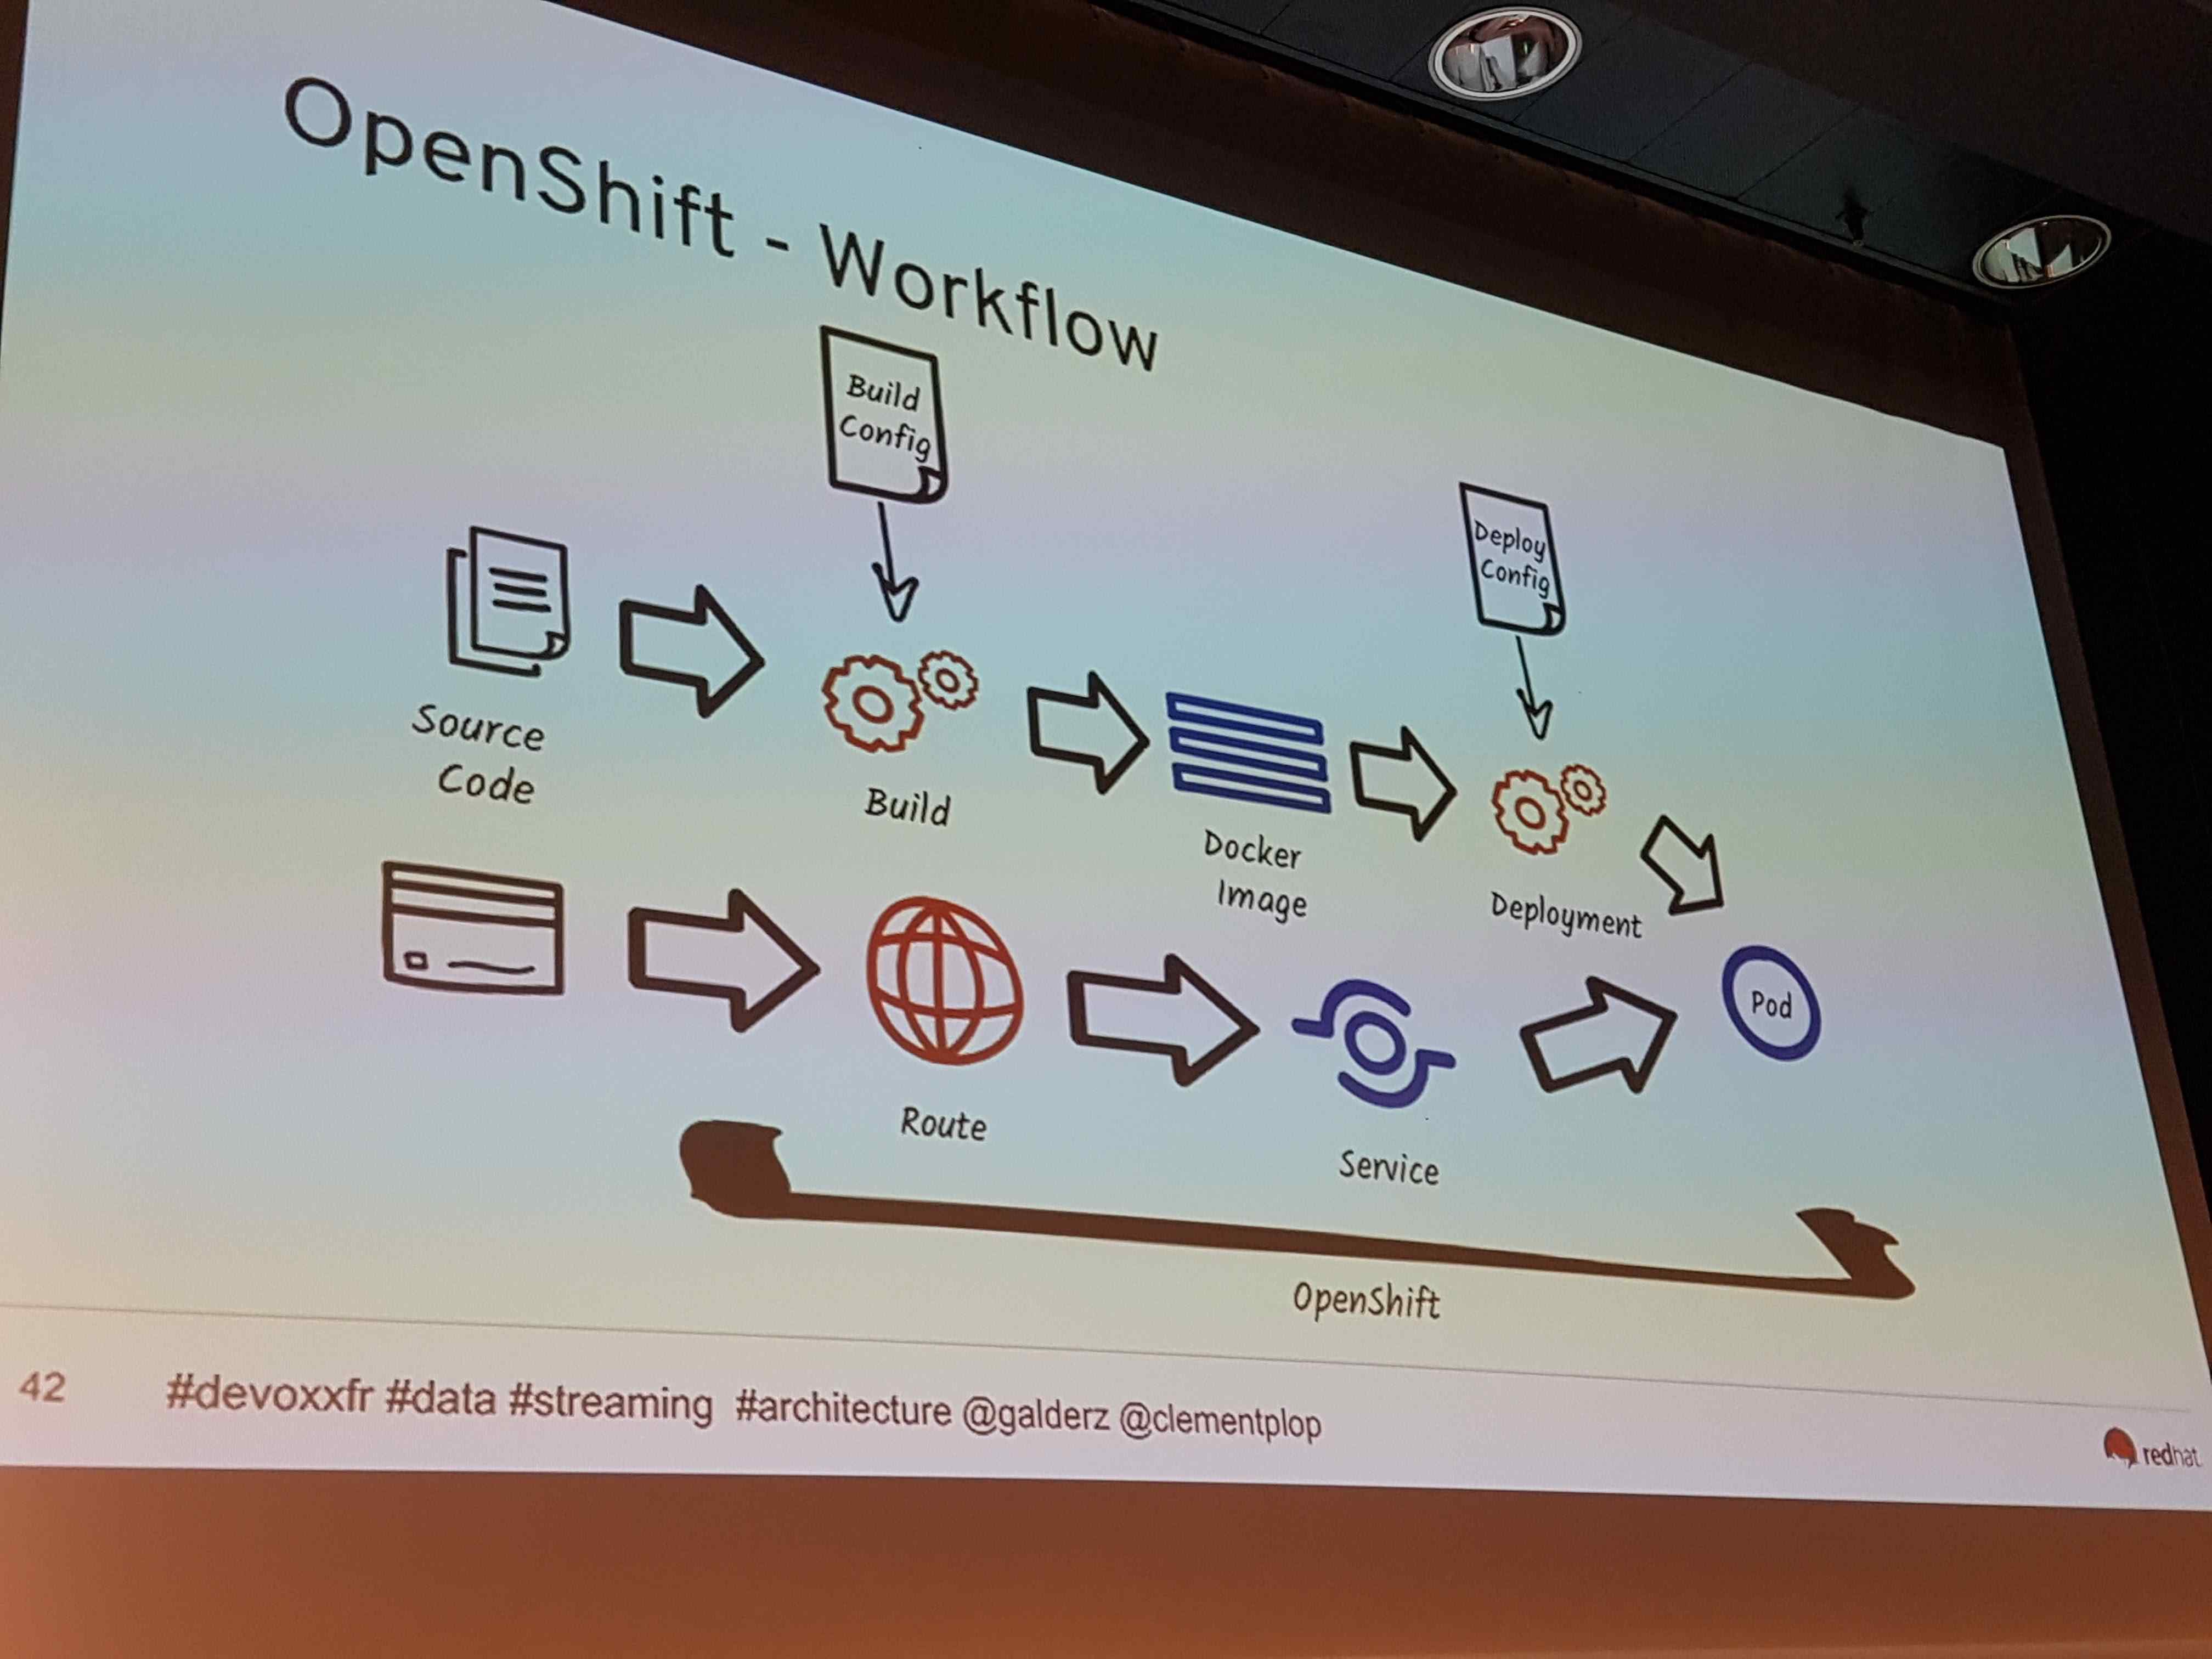 OpenShift - Workflow
Build
Config
Deploy
Config
Source
Code
Build
Docker
Image
Deployment
Pod
Route
Service
OpenShift
42
#devoxxfr #data #streaming #architecture @galderz @clementplop
redhat